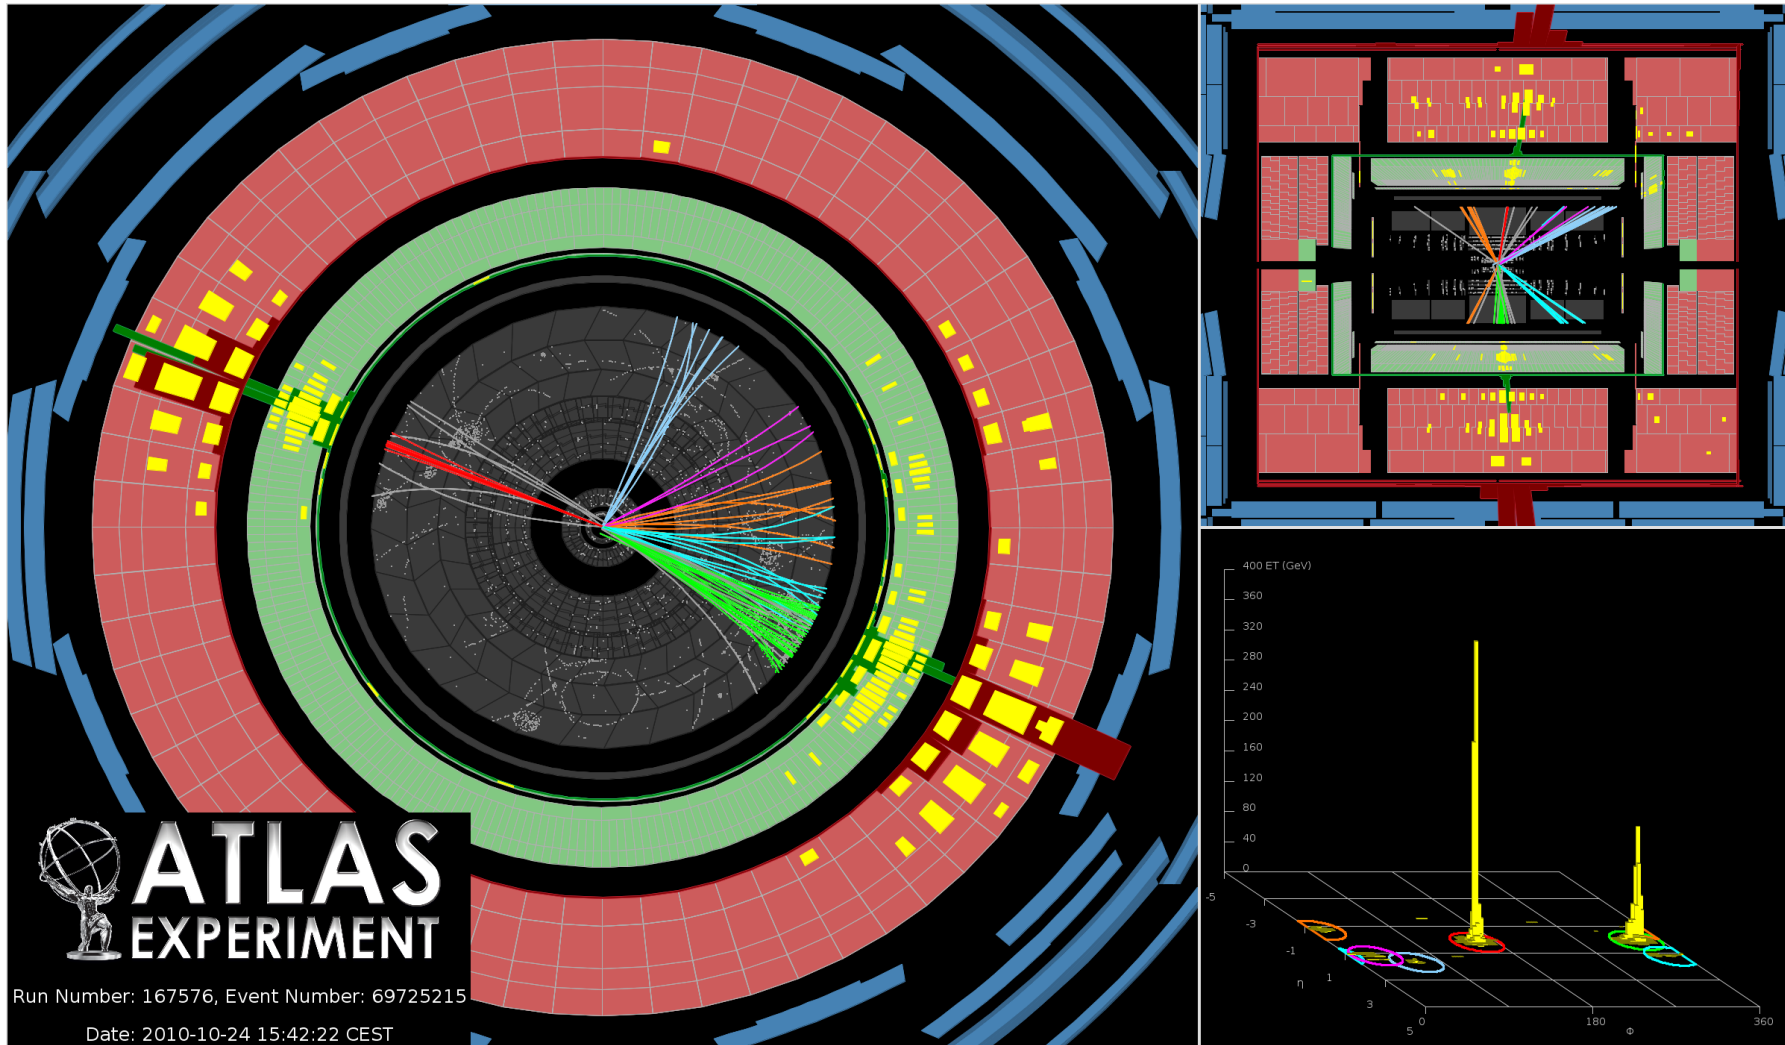 ATLAS
EXPERIMENT
Run Number: 167576, Event Number: 69725215
Date: 2010-10-24 15:42:22 CEST
400 ET (GeV)
360
320
280
240
200
160
120
80
40
0
-5
-3
-1
η
1
3
5
0
180
Φ
360